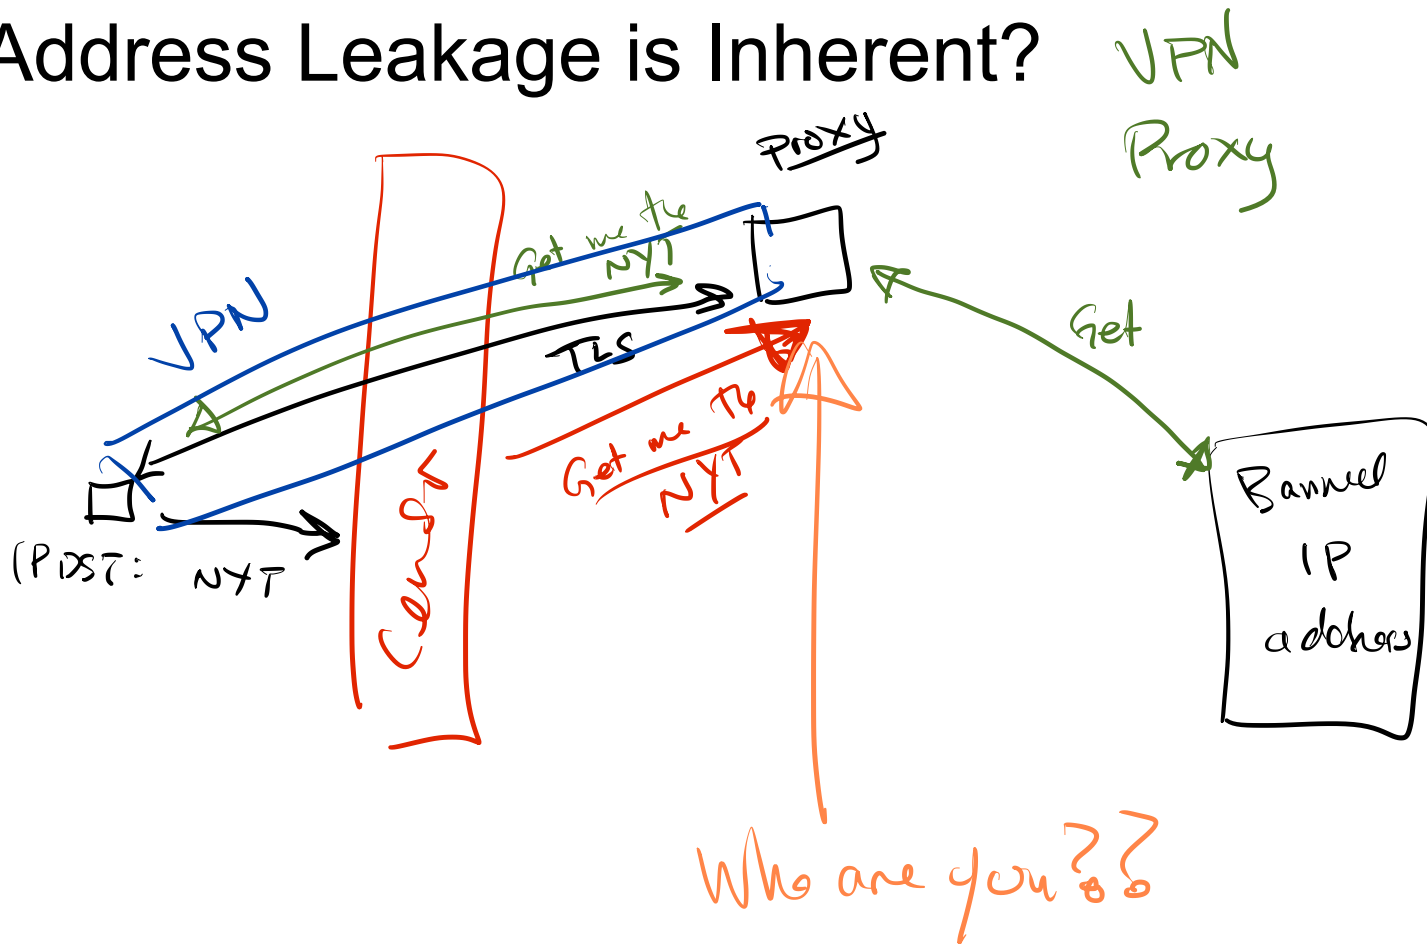 Address Leakage is Inherent?
VPN
Proxy
Proxy
Get me the
NYT
VPN
TLS
Get
Get me the
NYT
Censor
IP DST:
NYT
Banned
IP
address
Who are you??